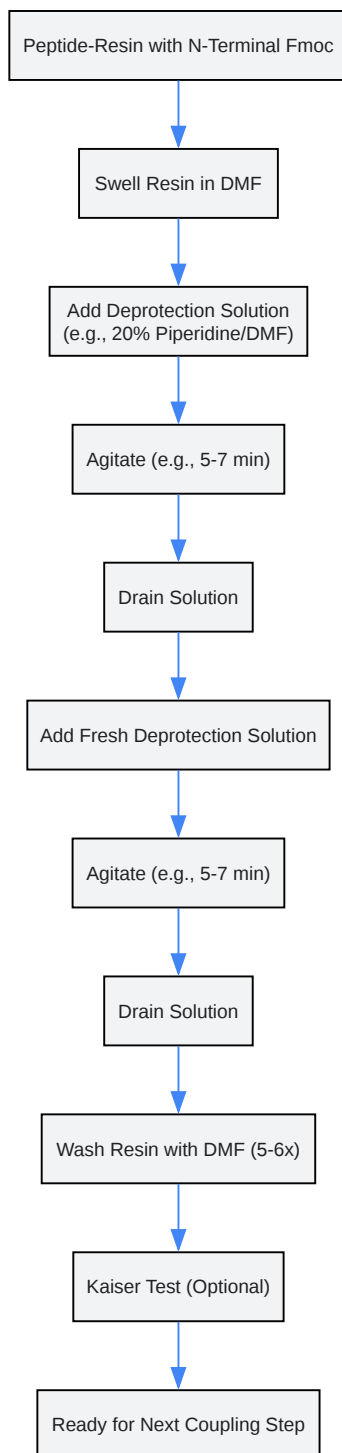 Peptide-Resin with N-Terminal Fmoc
Swell Resin in DMF
Add Deprotection Solution
(e.g., 20% Piperidine/DMF)
Agitate (e.g., 5-7 min)
Drain Solution
Add Fresh Deprotection Solution
Agitate (e.g., 5-7 min)
Drain Solution
Wash Resin with DMF (5-6x)
Kaiser Test (Optional)
Ready for Next Coupling Step